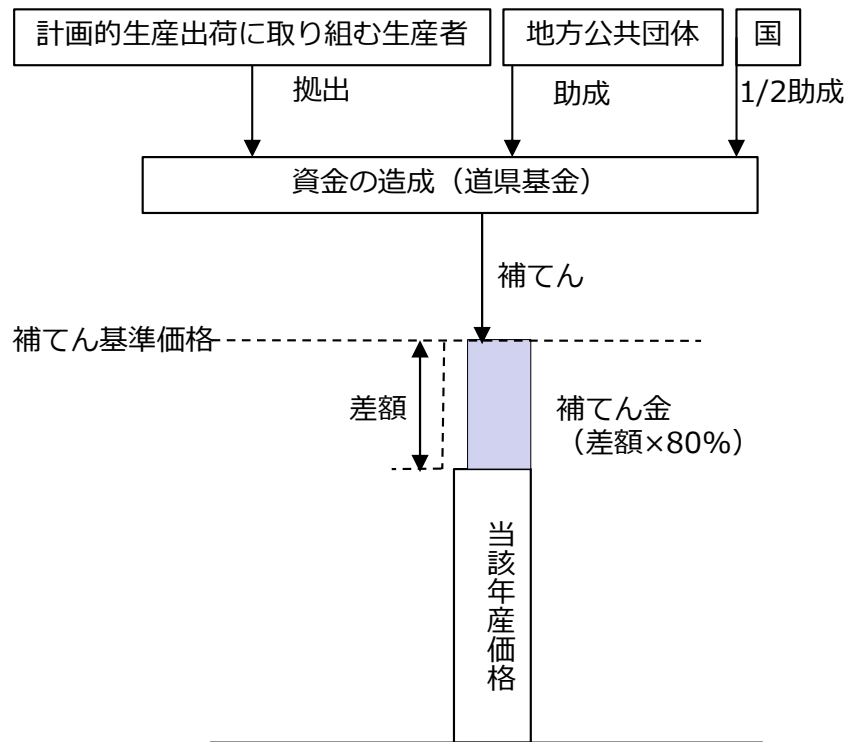 計画的生産出荷に取り組む生産者
地方公共団体
国
拠出
助成
1/2助成
資金の造成（道県基金）
補てん
補てん基準価格
差額
補てん金
（差額×80%）
当該年産価格